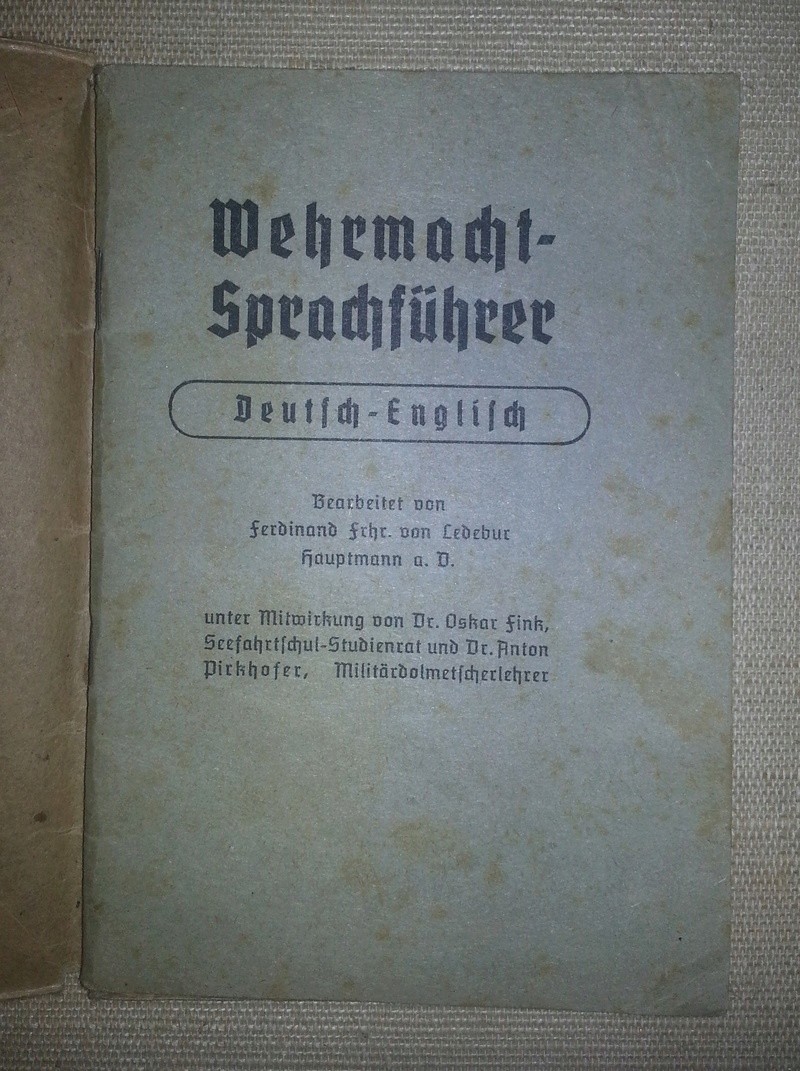 Wehrmacht-
Sprachführer
Deutſch-Engliſch
Bearbeitet von
Ferdinand Frhr. von Ledebur
Hauptmann a. D.
unter Mitwirkung von Dr. Oskar Fink,
Seefahrtſchul-Studienrat und Dr. Anton
Pirkhofer, Militärdolmetſcherlehrer